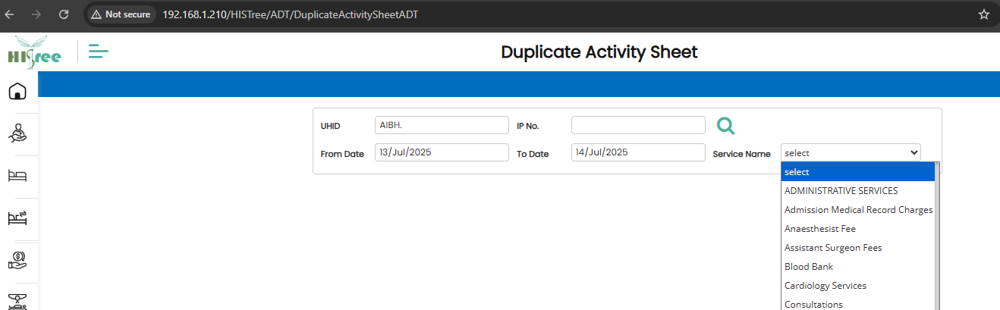 Not secure 192.168.1.210/HISTree/ADT/DuplicateActivitySheetADT
HISTree
Duplicate Activity Sheet
UHID AIBH. IP No.
From Date 13/Jul/2025 To Date 14/Jul/2025 Service Name select
select
ADMINISTRATIVE SERVICES
Admission Medical Record Charges
Anaesthesist Fee
Assistant Surgeon Fees
Blood Bank
Cardiology Services
Consultations